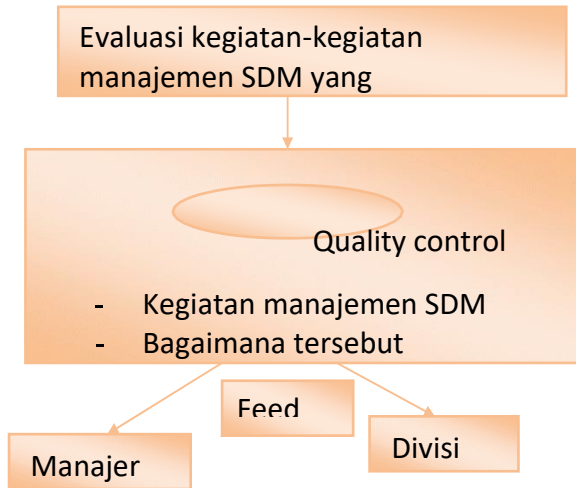 Evaluasi kegiatan-kegiatan
manajemen SDM yang
Quality control
- Kegiatan manajemen SDM
- Bagaimana tersebut
Feed
Manajer
Divisi